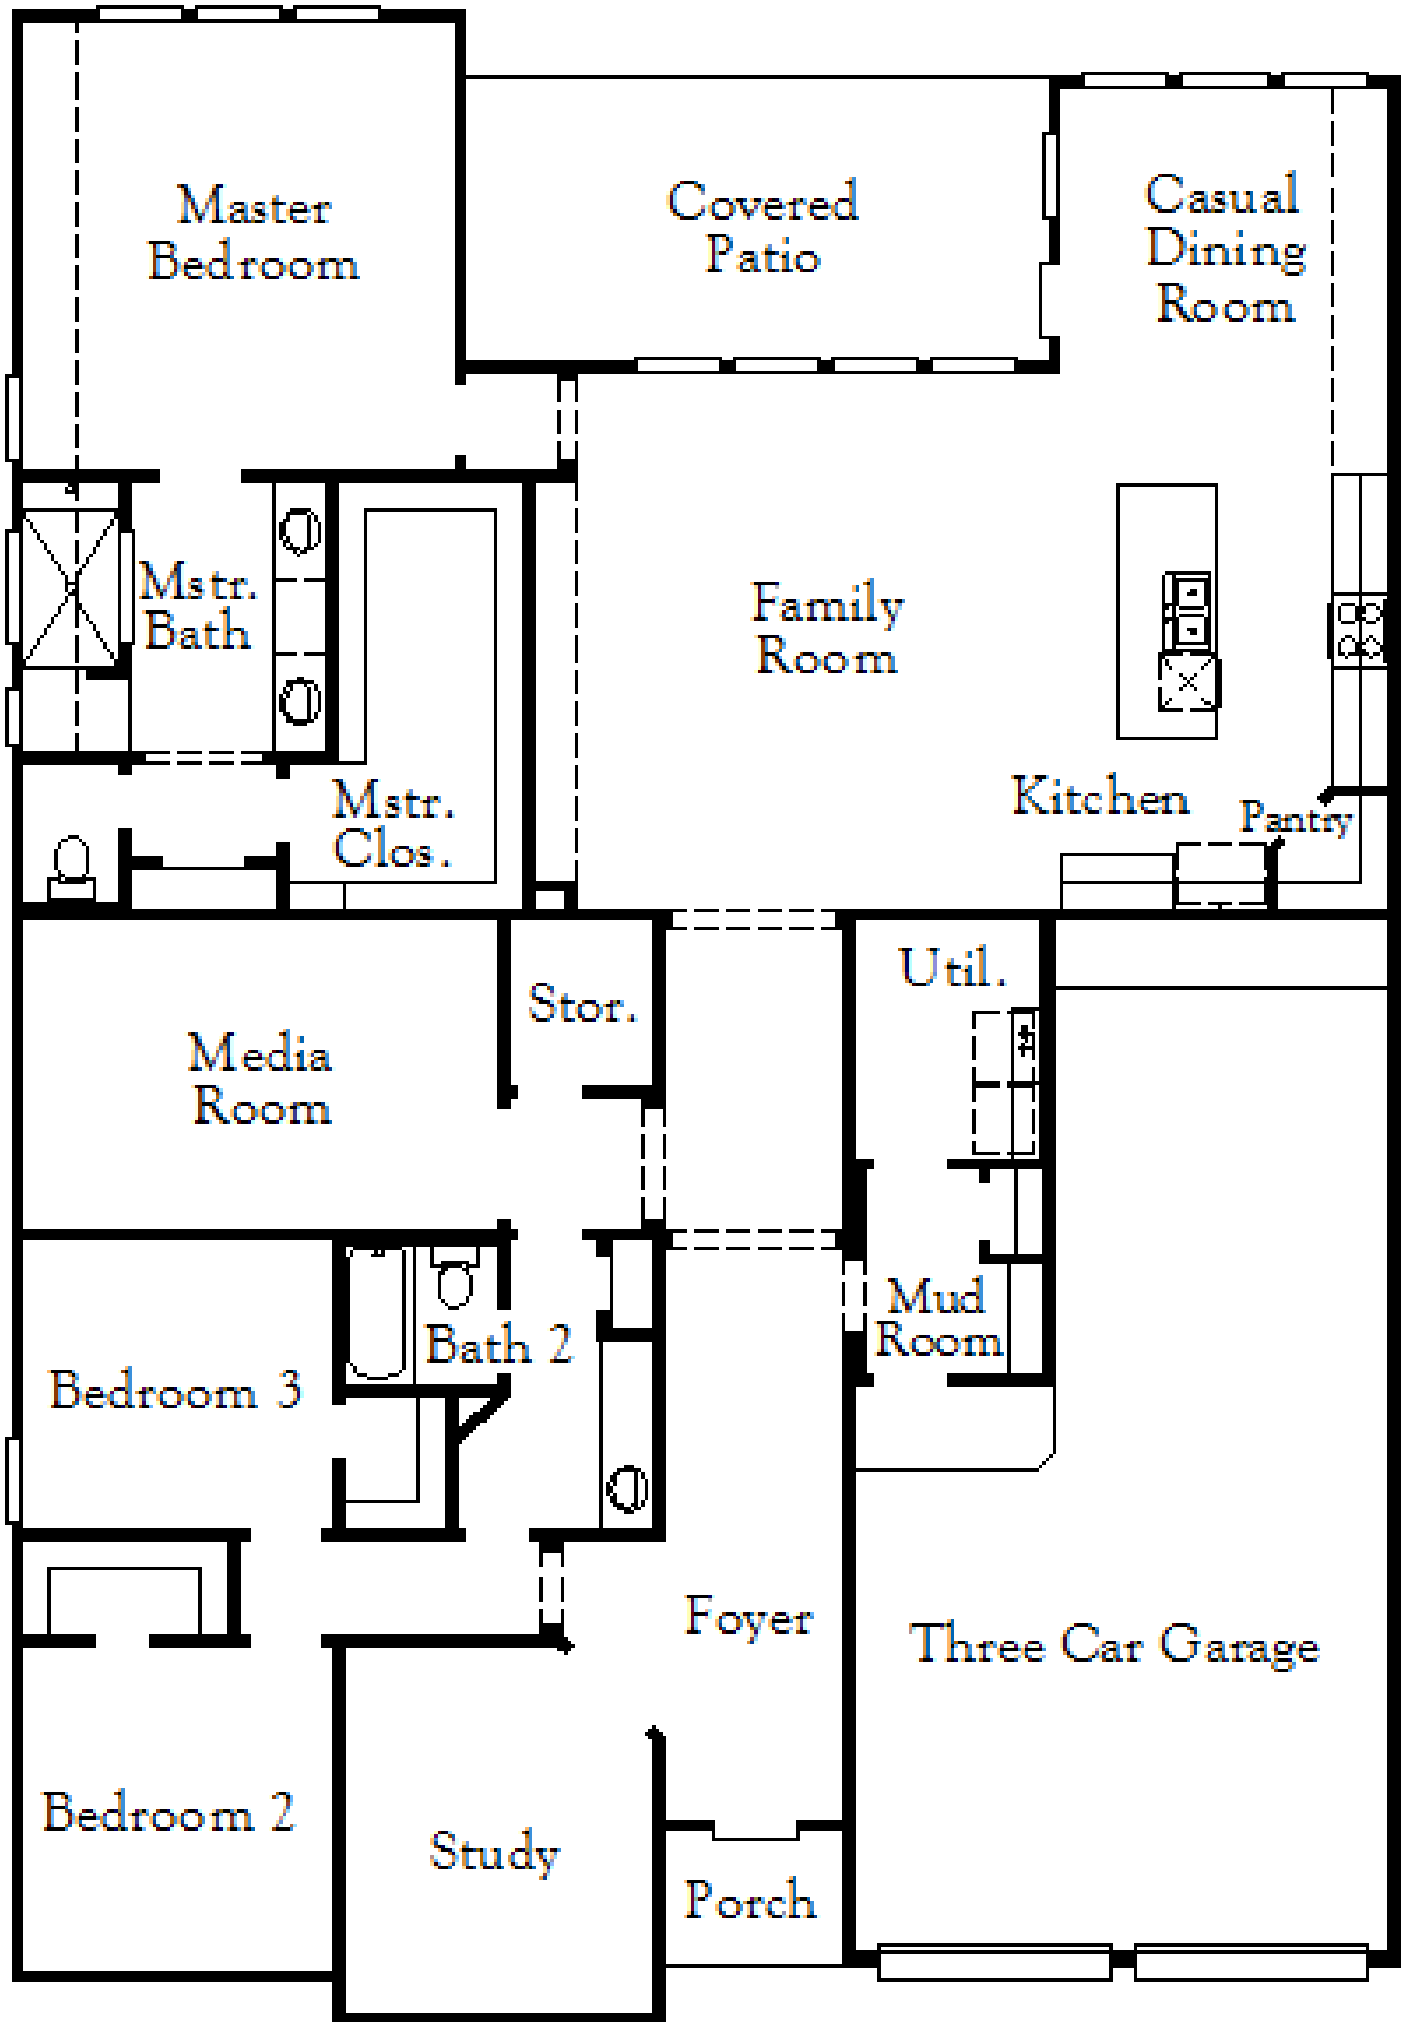 Master
Bedroom
Covered
Patio
Casual
Dining
Room
Mstr.
Bath
Family
Room
Mstr.
Clos.
Kitchen
Pantry
Media
Room
Stor.
Util.
Mud
Room
Bedroom 3
Bath 2
Foyer
Three Car Garage
Bedroom 2
Study
Porch